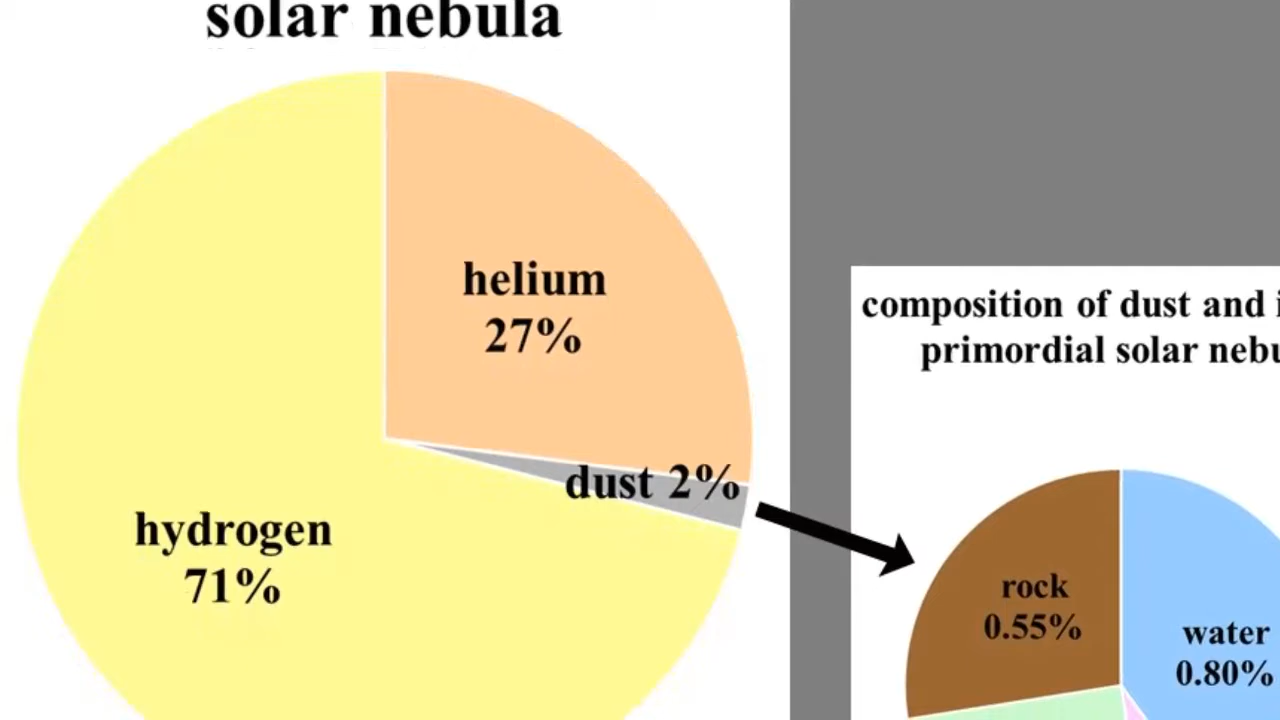 solar nebula
helium
27%
dust 2%
hydrogen
71%
composition of dust and
primordial solar
rock
0.55%
water
0.80%